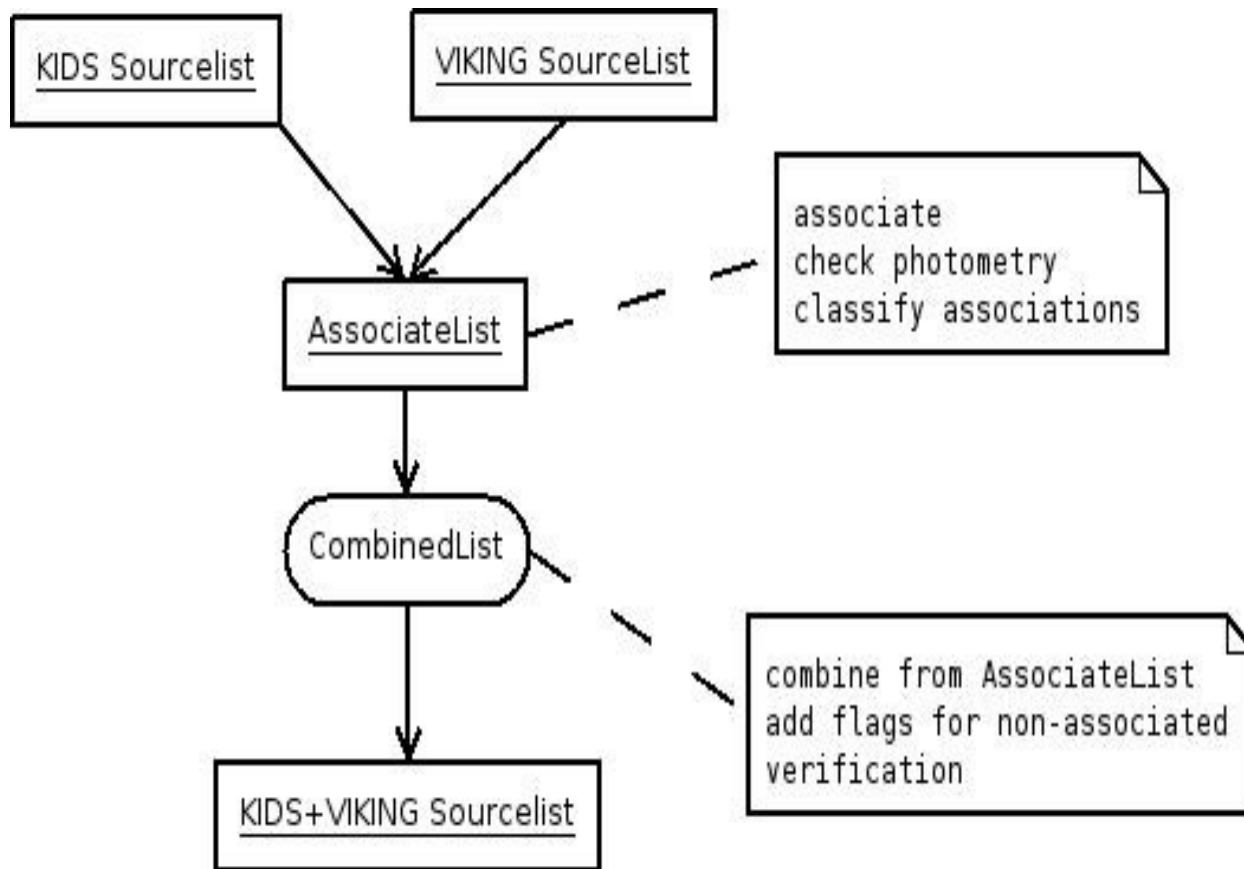 KIDS Sourcelist
VIKING SourceList
associate
check photometry
classify associations
AssociateList
CombinedList
combine from AssociateList
add flags for non-associated
verification
KIDS+VIKING Sourcelist